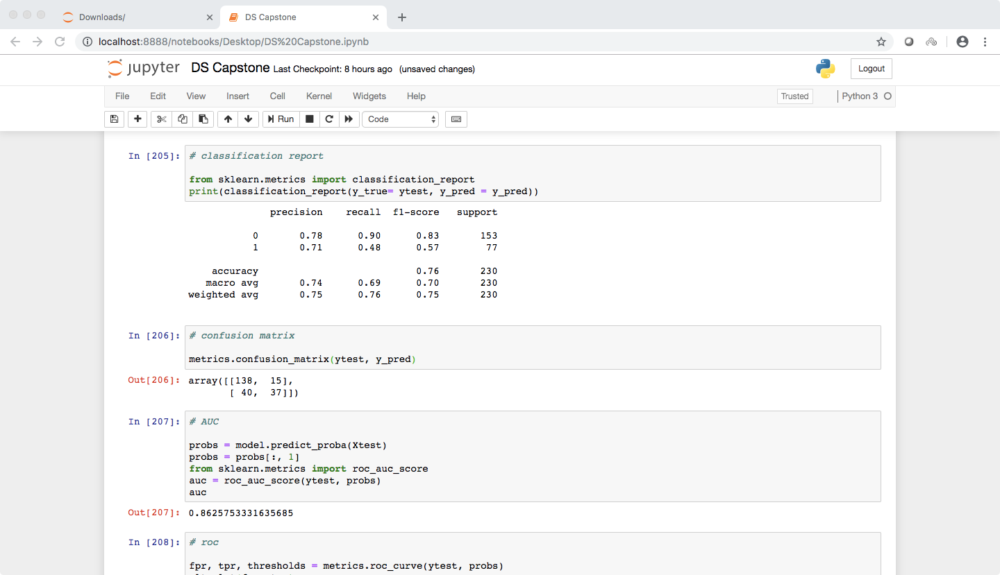 Downloads/
DS Capstone
localhost:8888/notebooks/Desktop/DS%20Capstone.ipynb
jupyter DS Capstone Last Checkpoint: 8 hours ago (unsaved changes) Logout
File Edit View Insert Cell Kernel Widgets Help Trusted Python 3
Run Code
In [205]: # classification report
from sklearn.metrics import classification_report
print(classification_report(y_true= ytest, y_pred = y_pred))
precision recall f1-score support
0 0.78 0.90 0.83 153
1 0.71 0.48 0.57 77
accuracy 0.76 230
macro avg 0.74 0.69 0.70 230
weighted avg 0.75 0.76 0.75 230
In [206]: # confusion matrix
metrics.confusion_matrix(ytest, y_pred)
Out[206]: array([[138, 15],
[ 40, 37]])
In [207]: # AUC
probs = model.predict_proba(Xtest)
probs = probs[:, 1]
from sklearn.metrics import roc_auc_score
auc = roc_auc_score(ytest, probs)
auc
Out[207]: 0.8625753331635685
In [208]: # roc
fpr, tpr, thresholds = metrics.roc_curve(ytest, probs)